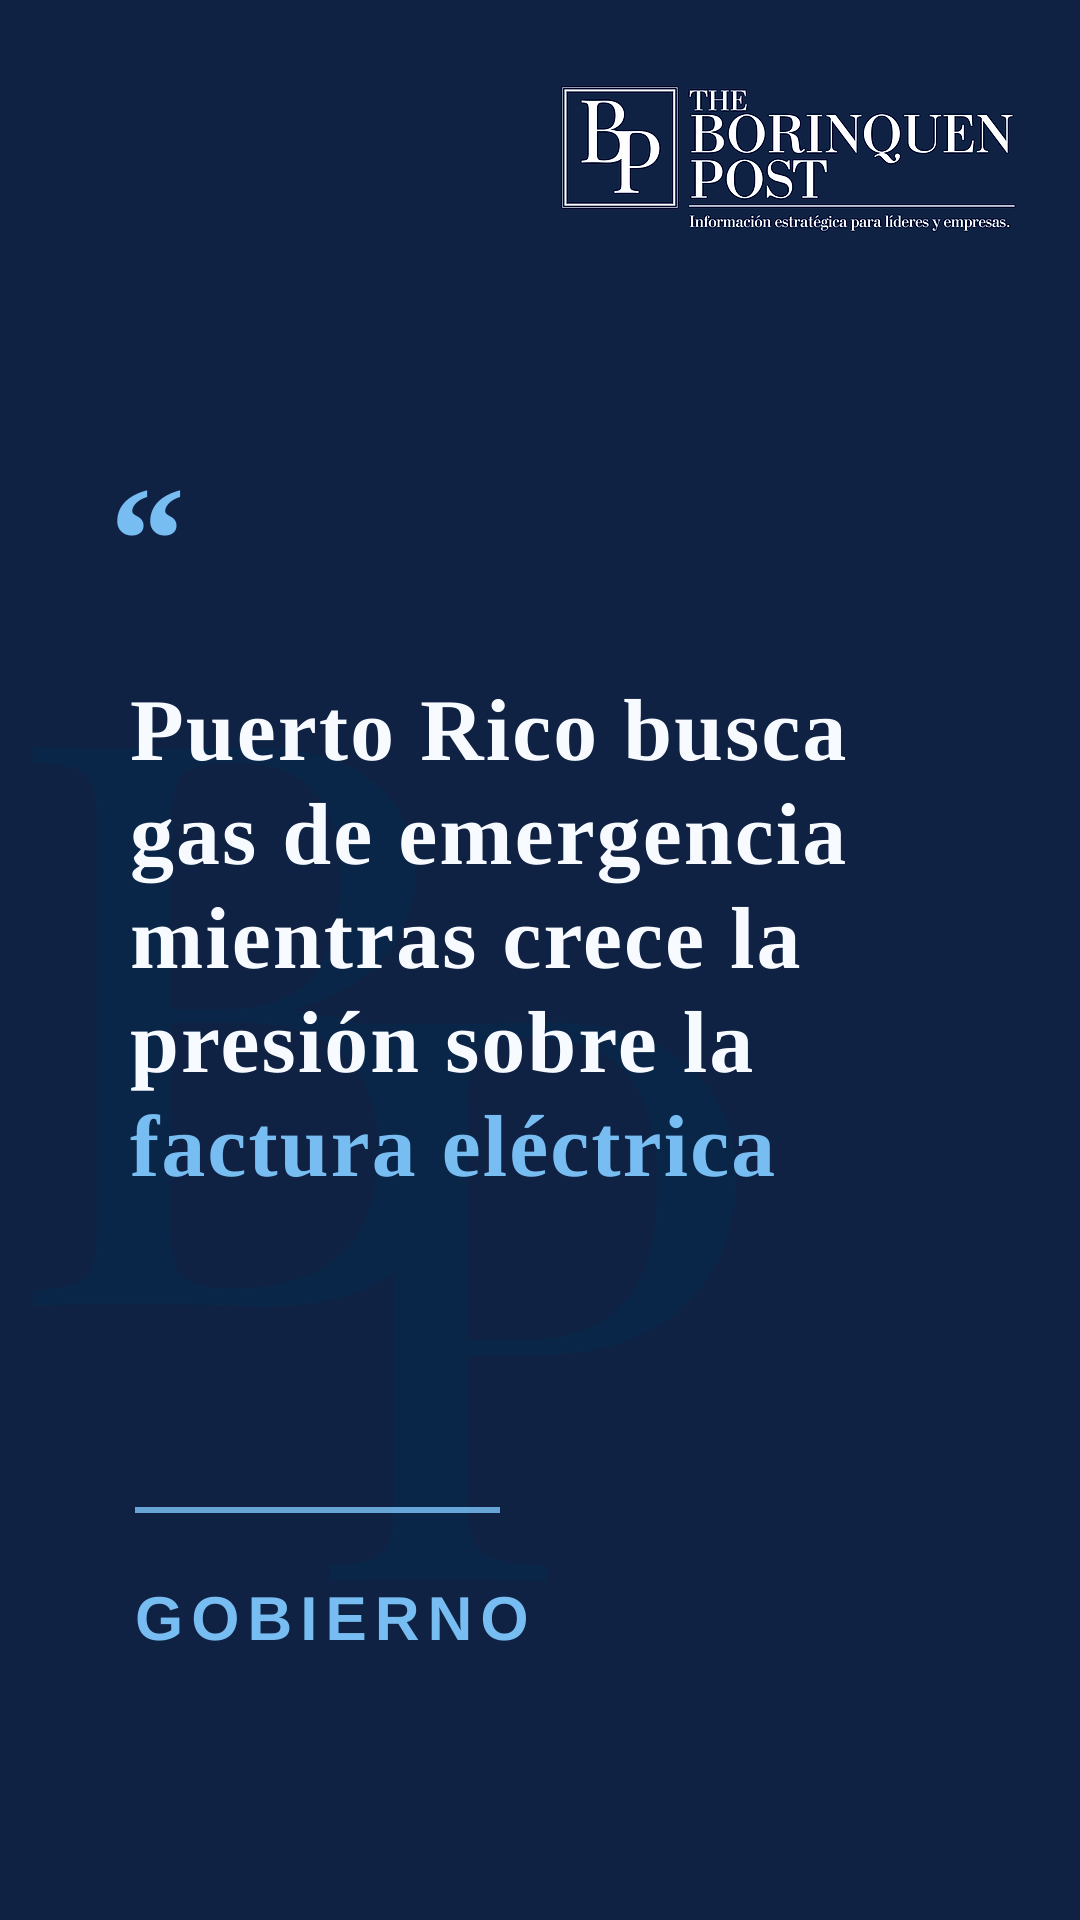 BP
THE
BORINQUEN
POST
Información estratégica para líderes y empresas.
“
Puerto Rico busca
gas de emergencia
mientras crece la
presión sobre la
factura eléctrica
GOBIERNO